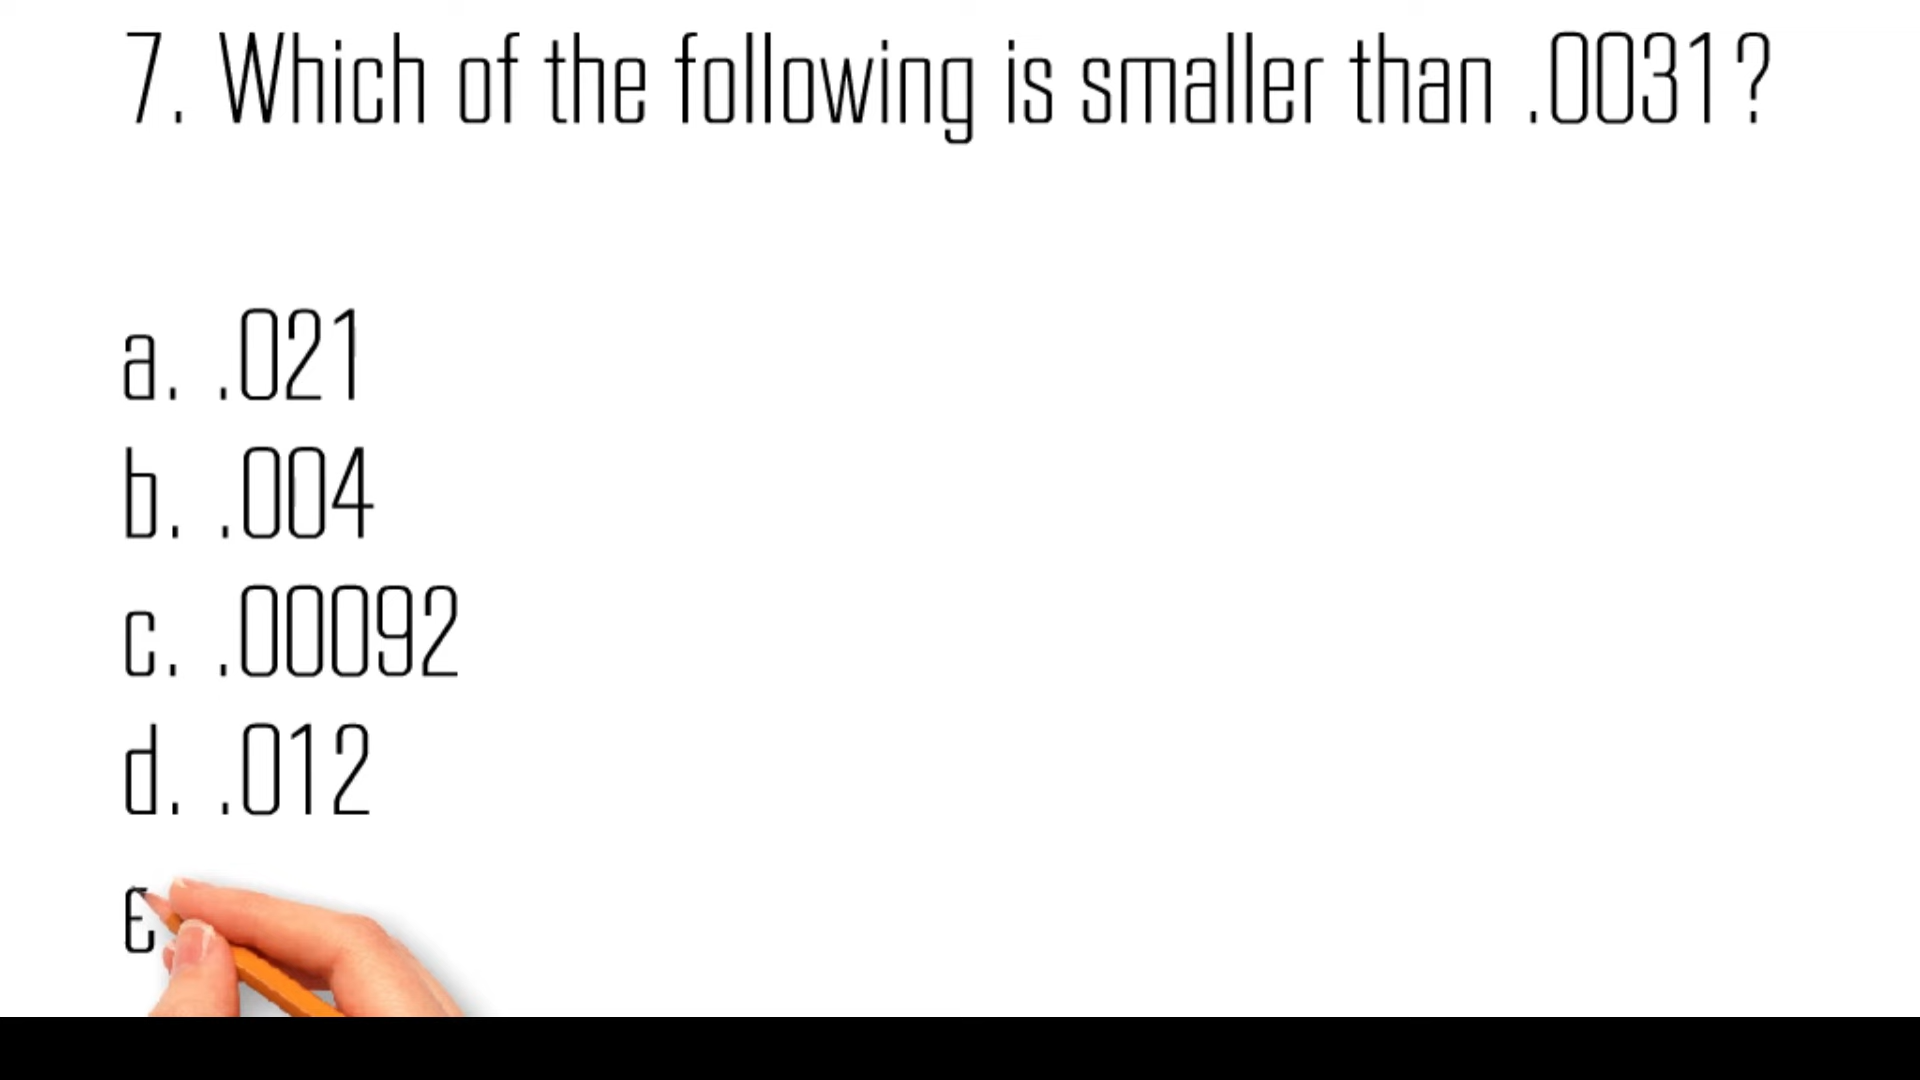 7. Which of the following is smaller than .0031?
a. .021
b. .004
c. .00092
d. .012
e